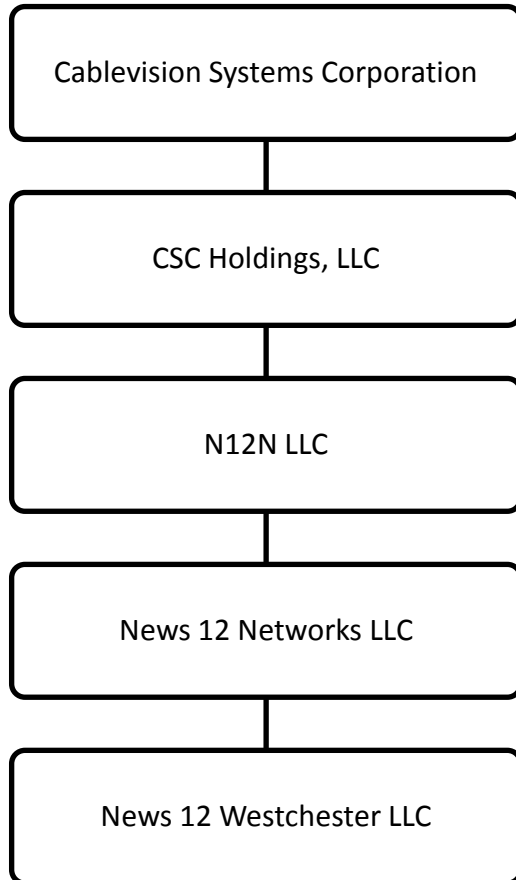 Cablevision Systems Corporation
CSC Holdings, LLC
N12N LLC
News 12 Networks LLC
News 12 Westchester LLC